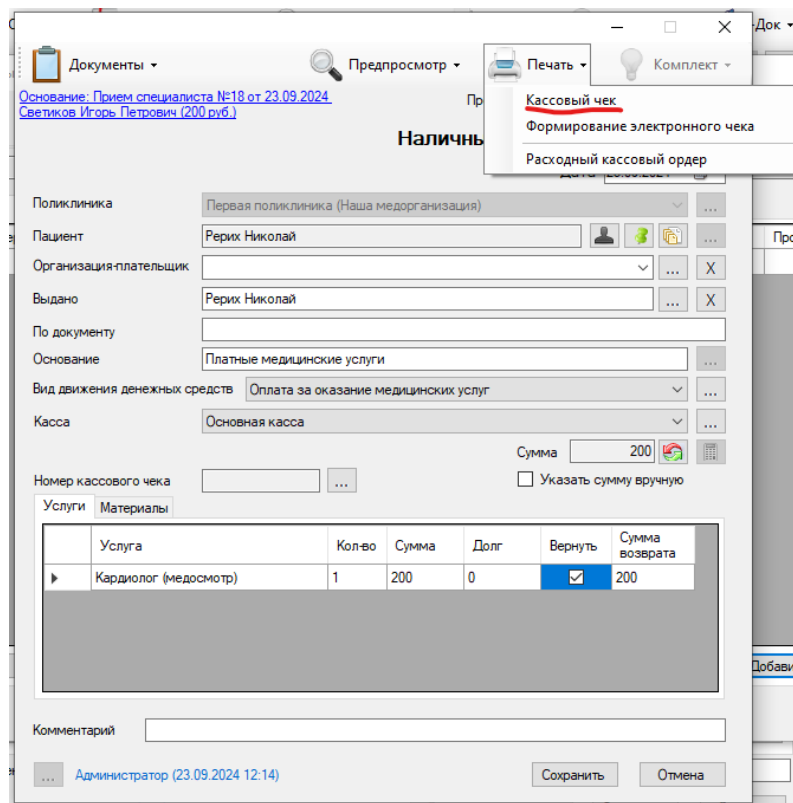 Док
Документы
Предпросмотр
Печать
Комплект
Основание: Прием специалиста №18 от 23.09.2024
Светиков Игорь Петрович (200 руб.)
Пр
Кассовый чек
Наличны
Формирование электронного чека
Расходный кассовый ордер
Поликлиника
Первая поликлиника (Наша медорганизация)
...
Пациент
Рерих Николай
...
Про
Организация-плательщик
... X
Выдано
Рерих Николай
... X
По документу
Основание
Платные медицинские услуги
...
Вид движения денежных средств
Оплата за оказание медицинских услуг
...
Касса
Основная касса
...
Сумма
200
Номер кассового чека
...
Указать сумму вручную
Услуги
Материалы
Услуга Кол-во Сумма Долг Вернуть Сумма возврата
Кардиолог (медосмотр) 1 200 0 200
Добави
Комментарий
...
Администратор (23.09.2024 12:14)
Сохранить
Отмена